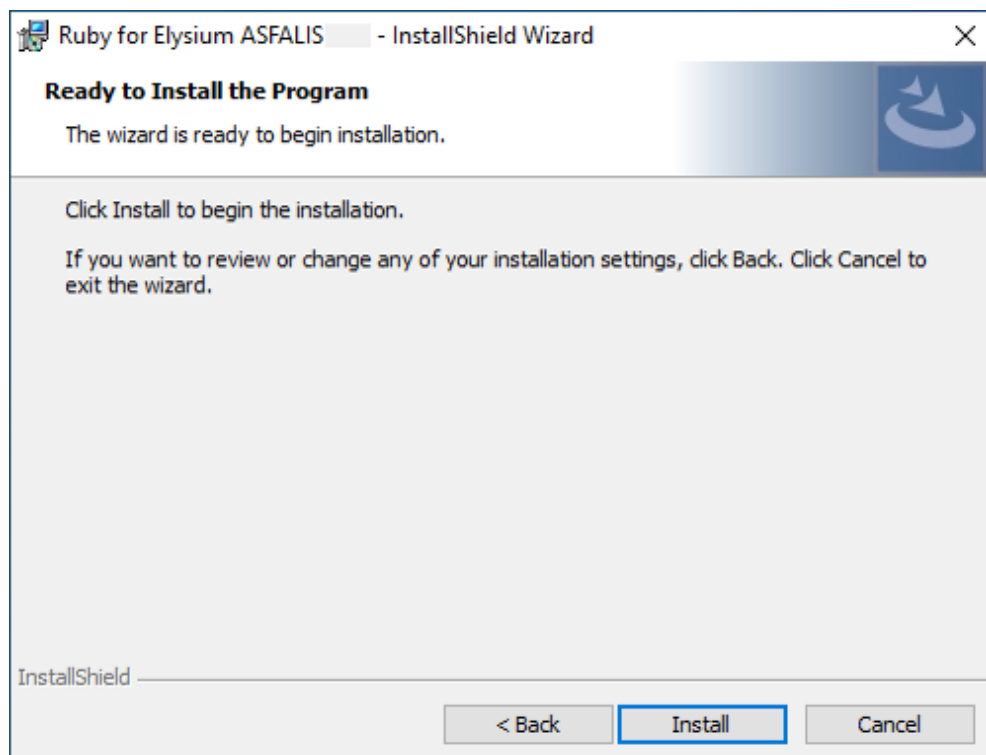 Ruby for Elysium ASFALIS - InstallShield Wizard
Ready to Install the Program
The wizard is ready to begin installation.
Click Install to begin the installation.
If you want to review or change any of your installation settings, click Back. Click Cancel to
exit the wizard.
InstallShield
< Back Install Cancel